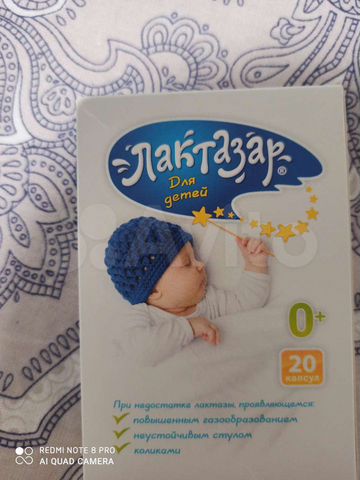 Лактазар®
Для
детей
Avito
0+
20
капсул
При недостатке лактазы, проявляющемся:
повышенным газообразованием
неустойчивым стулом
коликами
REDMI NOTE 8 PRO
AI QUAD CAMERA